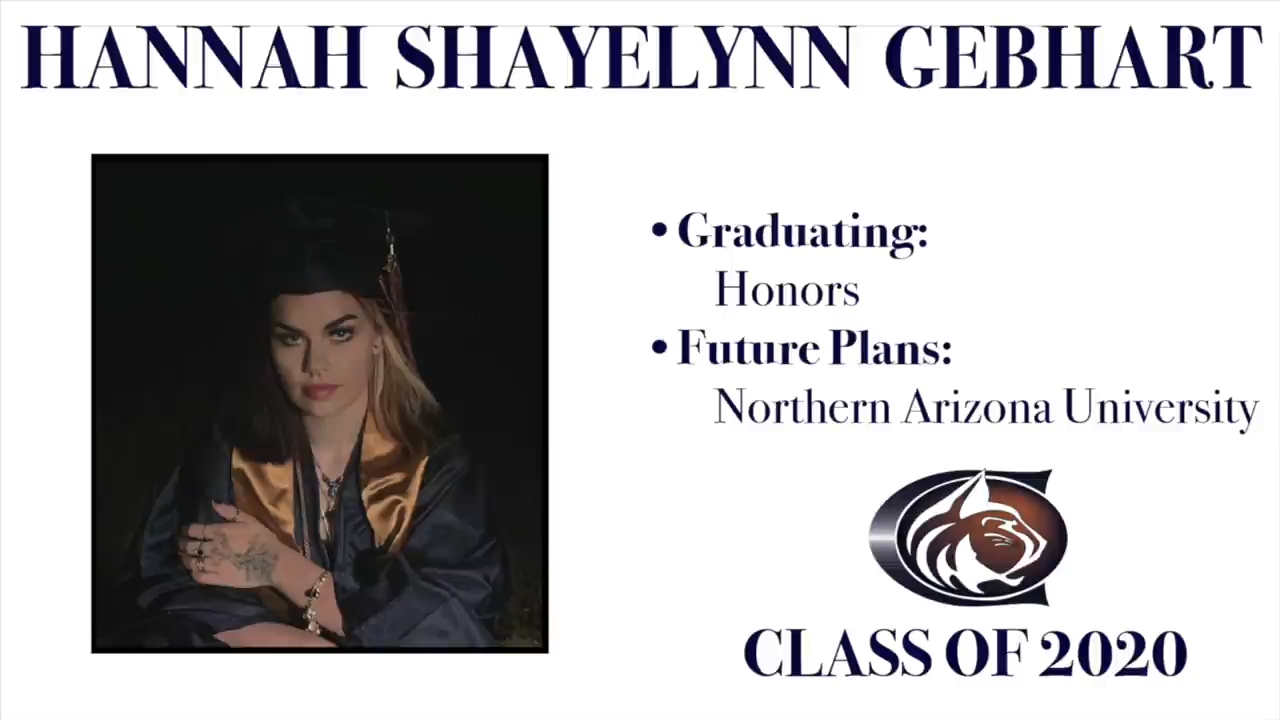 HANNAH SHAYELYNN GEBHART
• Graduating:
Honors
• Future Plans:
Northern Arizona University
CLASS OF 2020